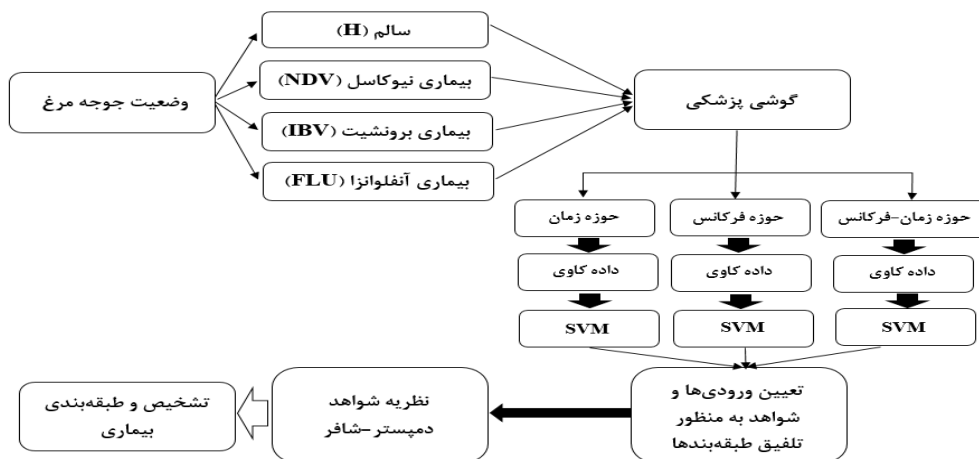 وضعیت جوجه مرغ
سالم (H)
بیماری نیوکاسل (NDV)
بیماری برونشیت (IBV)
بیماری آنفلوانزا (FLU)
گوشی پزشکی
حوزه زمان
حوزه فرکانس
حوزه زمان-فرکانس
داده کاوی
داده کاوی
داده کاوی
SVM
SVM
SVM
تعیین ورودی‌ها و
شواهد به منظور
تلفیق طبقه‌بندها
نظریه شواهد
دمپستر-شافر
تشخیص و طبقه‌بندی
بیماری